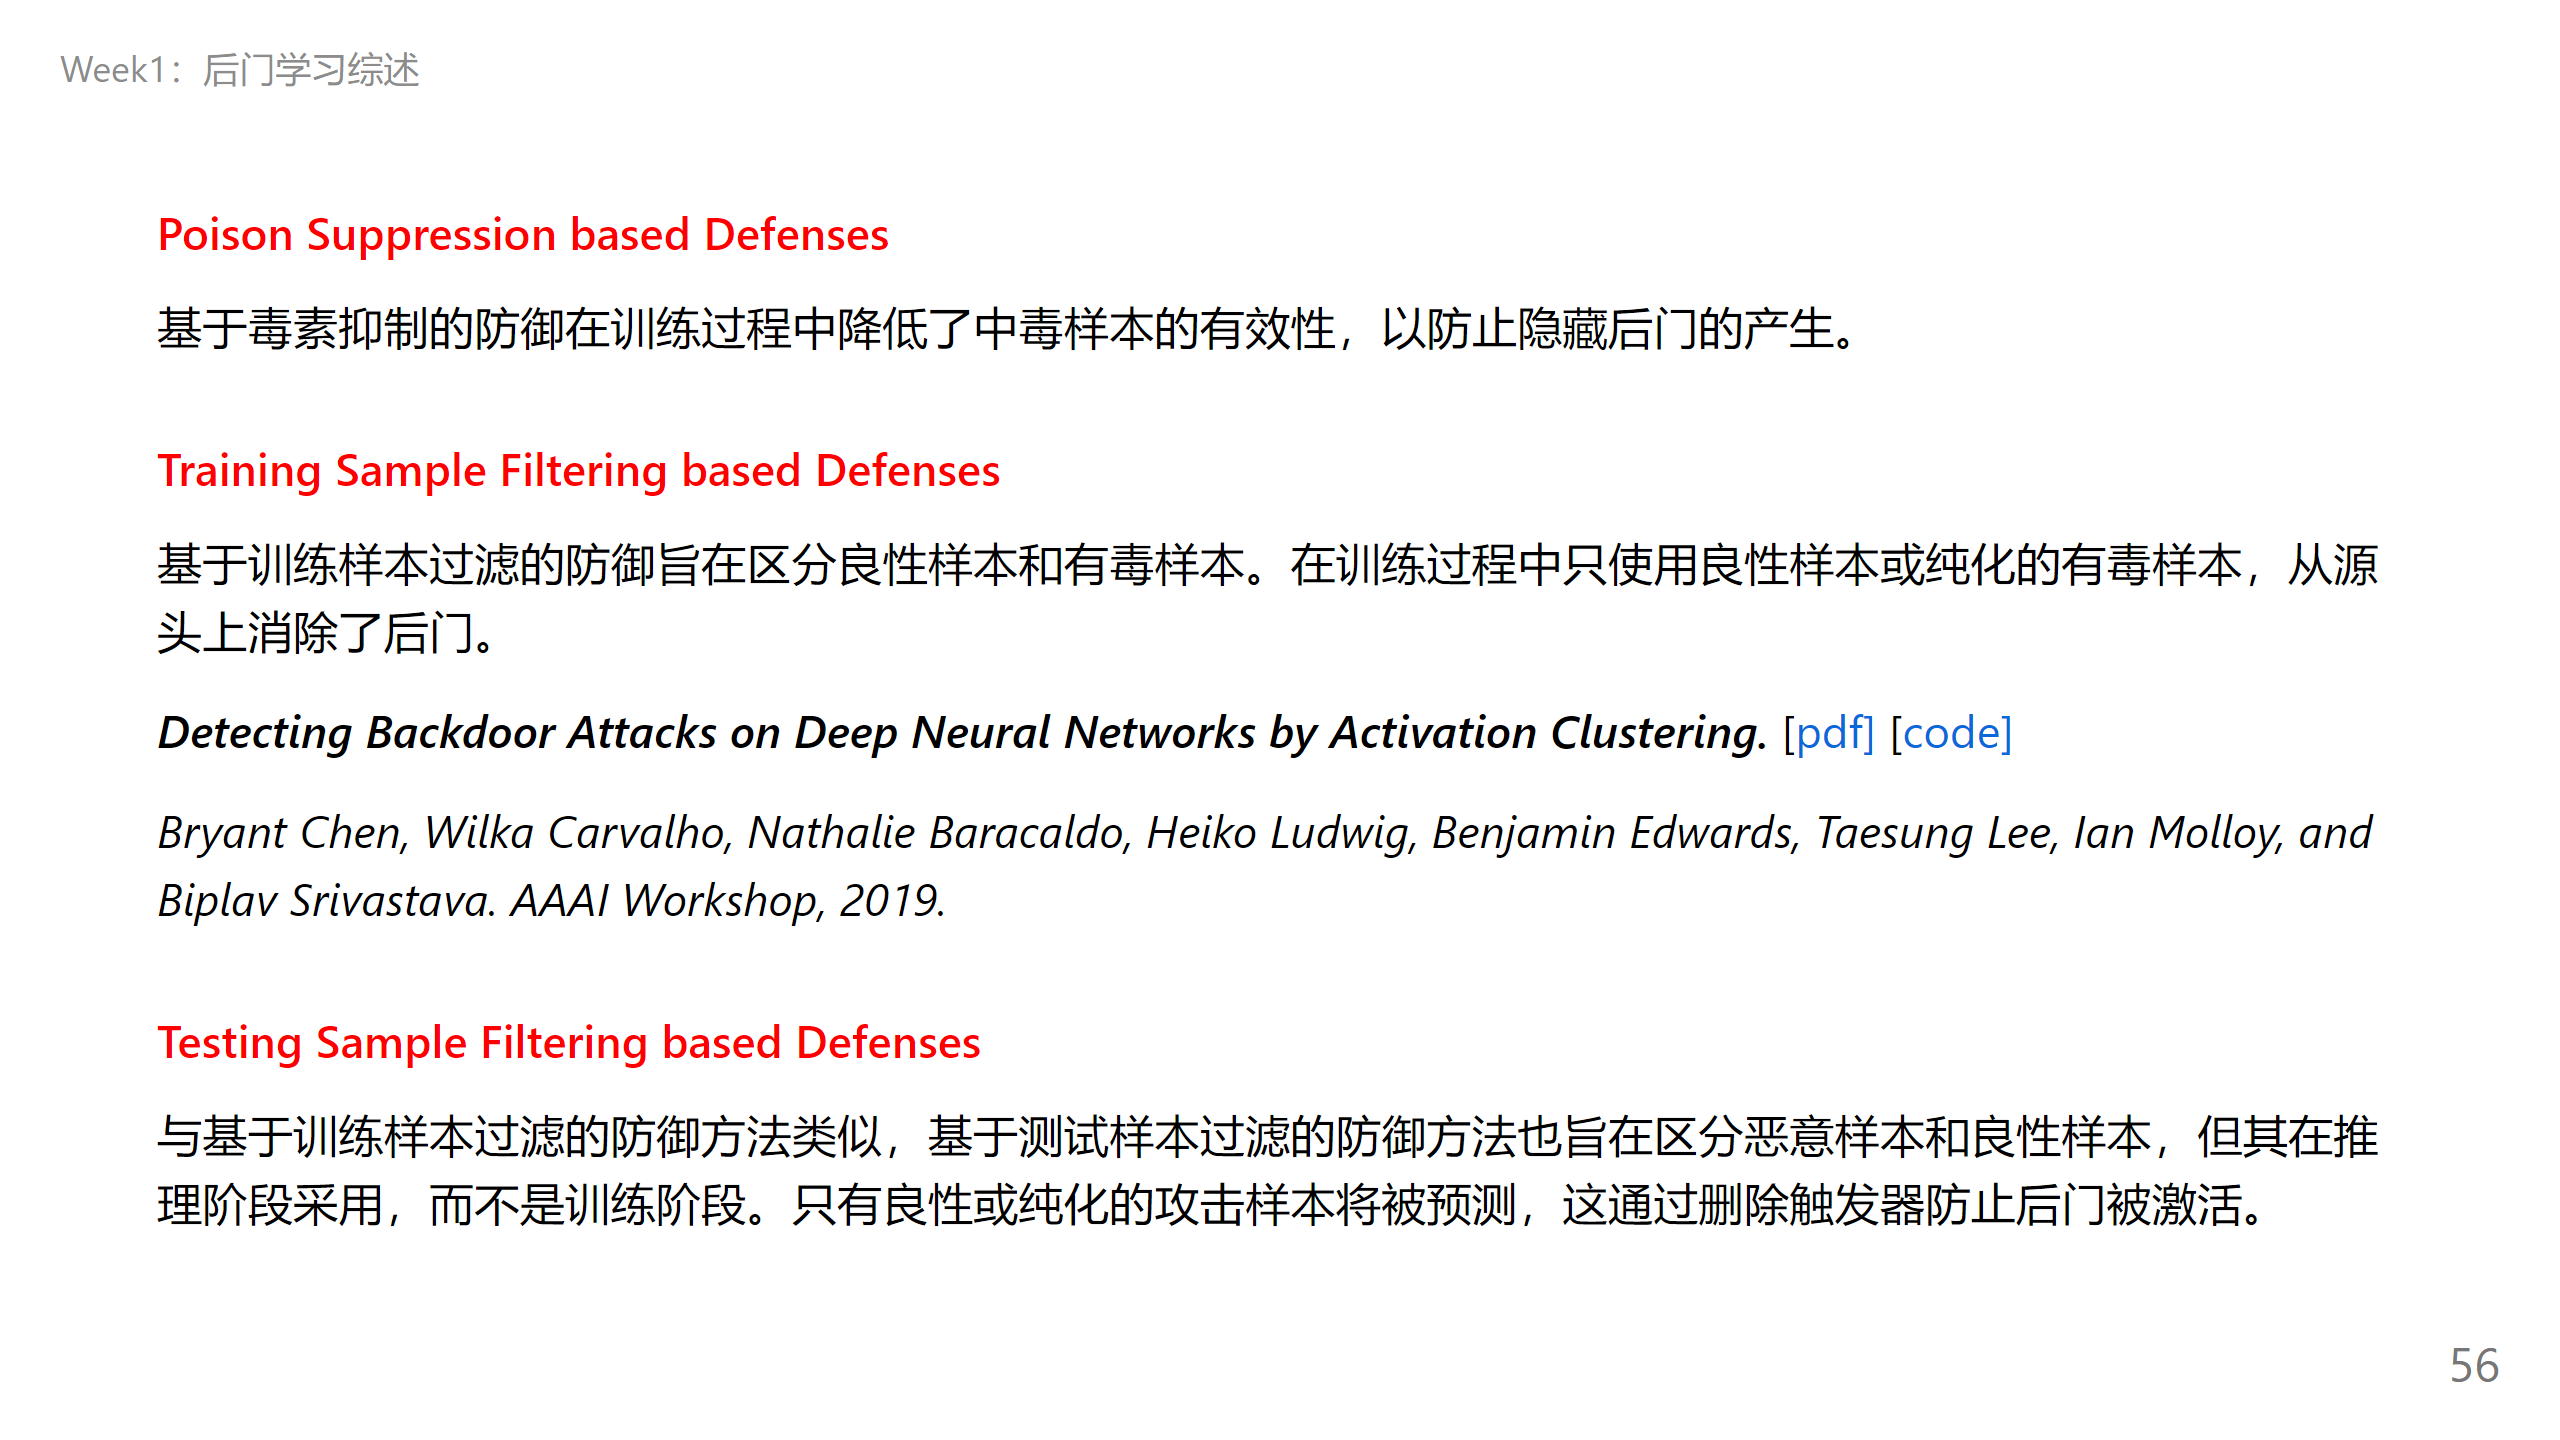 Week1：后门学习综述
Poison Suppression based Defenses
基于毒素抑制的防御在训练过程中降低了中毒样本的有效性，以防止隐藏后门的产生。
Training Sample Filtering based Defenses
基于训练样本过滤的防御旨在区分良性样本和有毒样本。在训练过程中只使用良性样本或纯化的有毒样本，从源
头上消除了后门。
Detecting Backdoor Attacks on Deep Neural Networks by Activation Clustering. [pdf] [code]
Bryant Chen, Wilka Carvalho, Nathalie Baracaldo, Heiko Ludwig, Benjamin Edwards, Taesung Lee, Ian Molloy, and
Biplav Srivastava. AAAI Workshop, 2019.
Testing Sample Filtering based Defenses
与基于训练样本过滤的防御方法类似，基于测试样本过滤的防御方法也旨在区分恶意样本和良性样本，但其在推
理阶段采用，而不是训练阶段。只有良性或纯化的攻击样本将被预测，这通过删除触发器防止后门被激活。
56